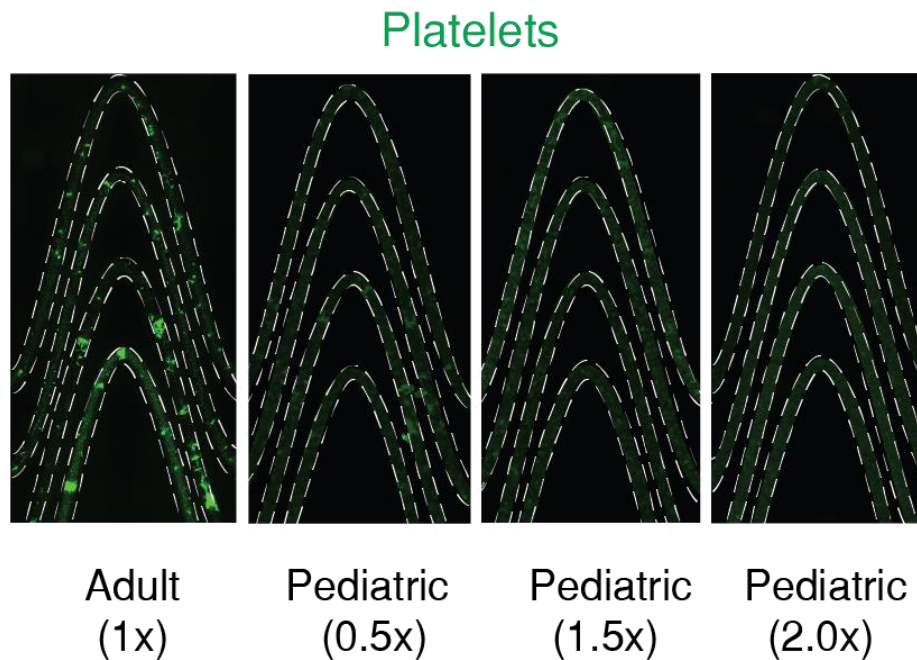 Platelets
Adult
(1x)
Pediatric
(0.5x)
Pediatric
(1.5x)
Pediatric
(2.0x)